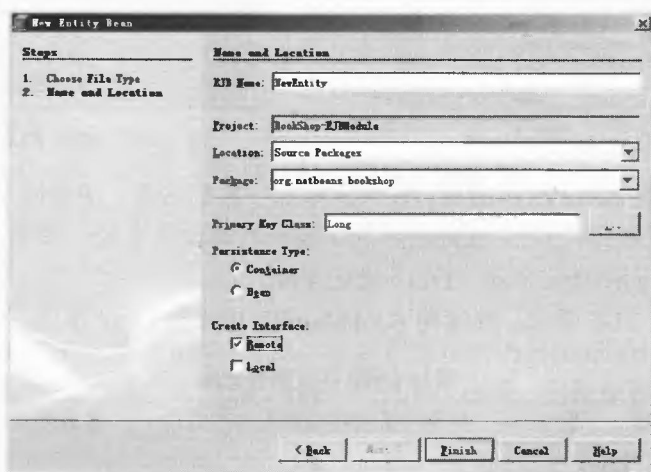 New Entity Bean
Steps
1. Choose File Type
2. Name and Location
Name and Location
EJB Name: NewEntity
Project: BookShop-EJBModule
Location: Source Packages
Package: org.netbeans.bookshop
Primary Key Class: Long
...
Persistence Type:
Container
Bean
Create Interface:
Remote
Local
< Back
Finish
Cancel
Help